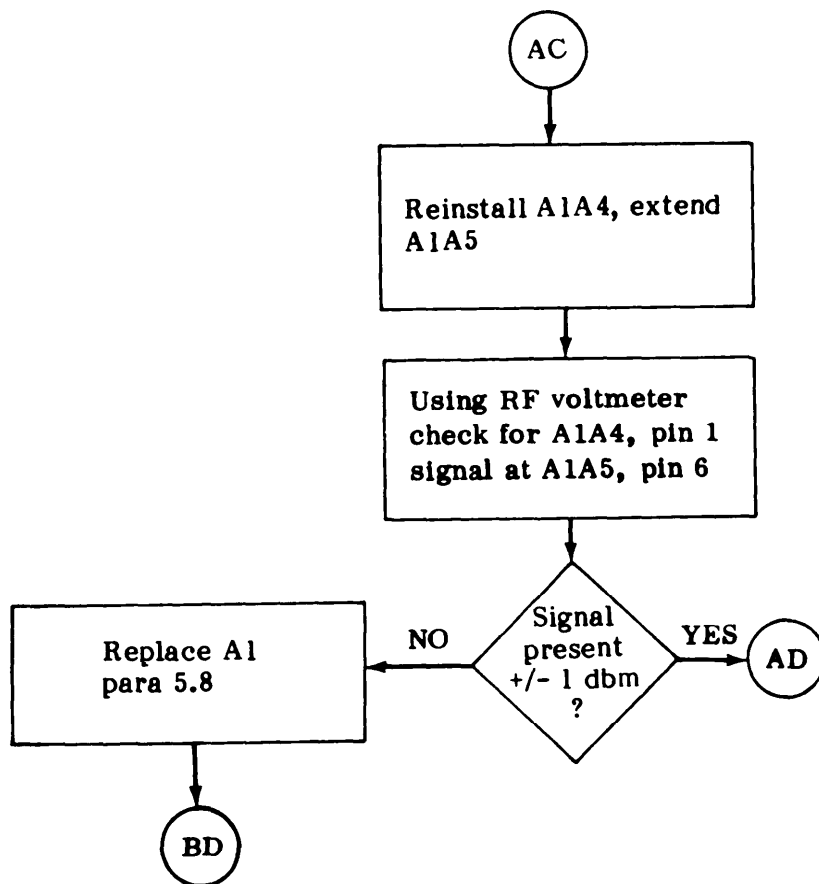 AC
Reinstall A1A4, extend
A1A5
Using RF voltmeter
check for A1A4, pin 1
signal at A1A5, pin 6
Signal
present
+/- 1 dbm
?
NO
YES
AD
Replace A1
para 5.8
BD